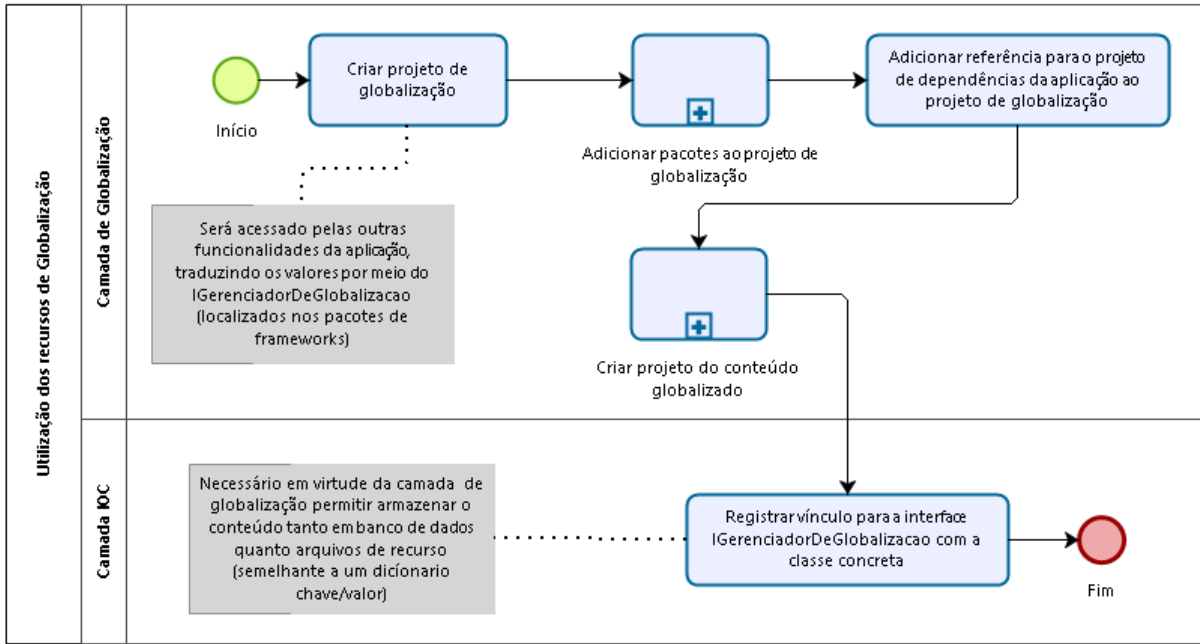 Utilização dos recursos de Globalização
Camada de Globalização
Início
Criar projeto de
globalização
Adicionar pacotes ao projeto de
globalização
Adicionar referência para o projeto
de dependências da aplicação ao
projeto de globalização
Será acessado pelas outras
funcionalidades da aplicação,
traduzindo os valores por meio do
IGerenciadorDeGlobalizacao
(localizados nos pacotes de
frameworks)
Criar projeto do conteúdo
globalizado
Camada IOC
Necessário em virtude da camada de
globalização permitir armazenar o
conteúdo tanto em banco de dados
quanto arquivos de recurso
(semelhante a um dicíonario
chave/valor)
Registrar vínculo para a interface
IGerenciadorDeGlobalizacao com a
classe concreta
Fim